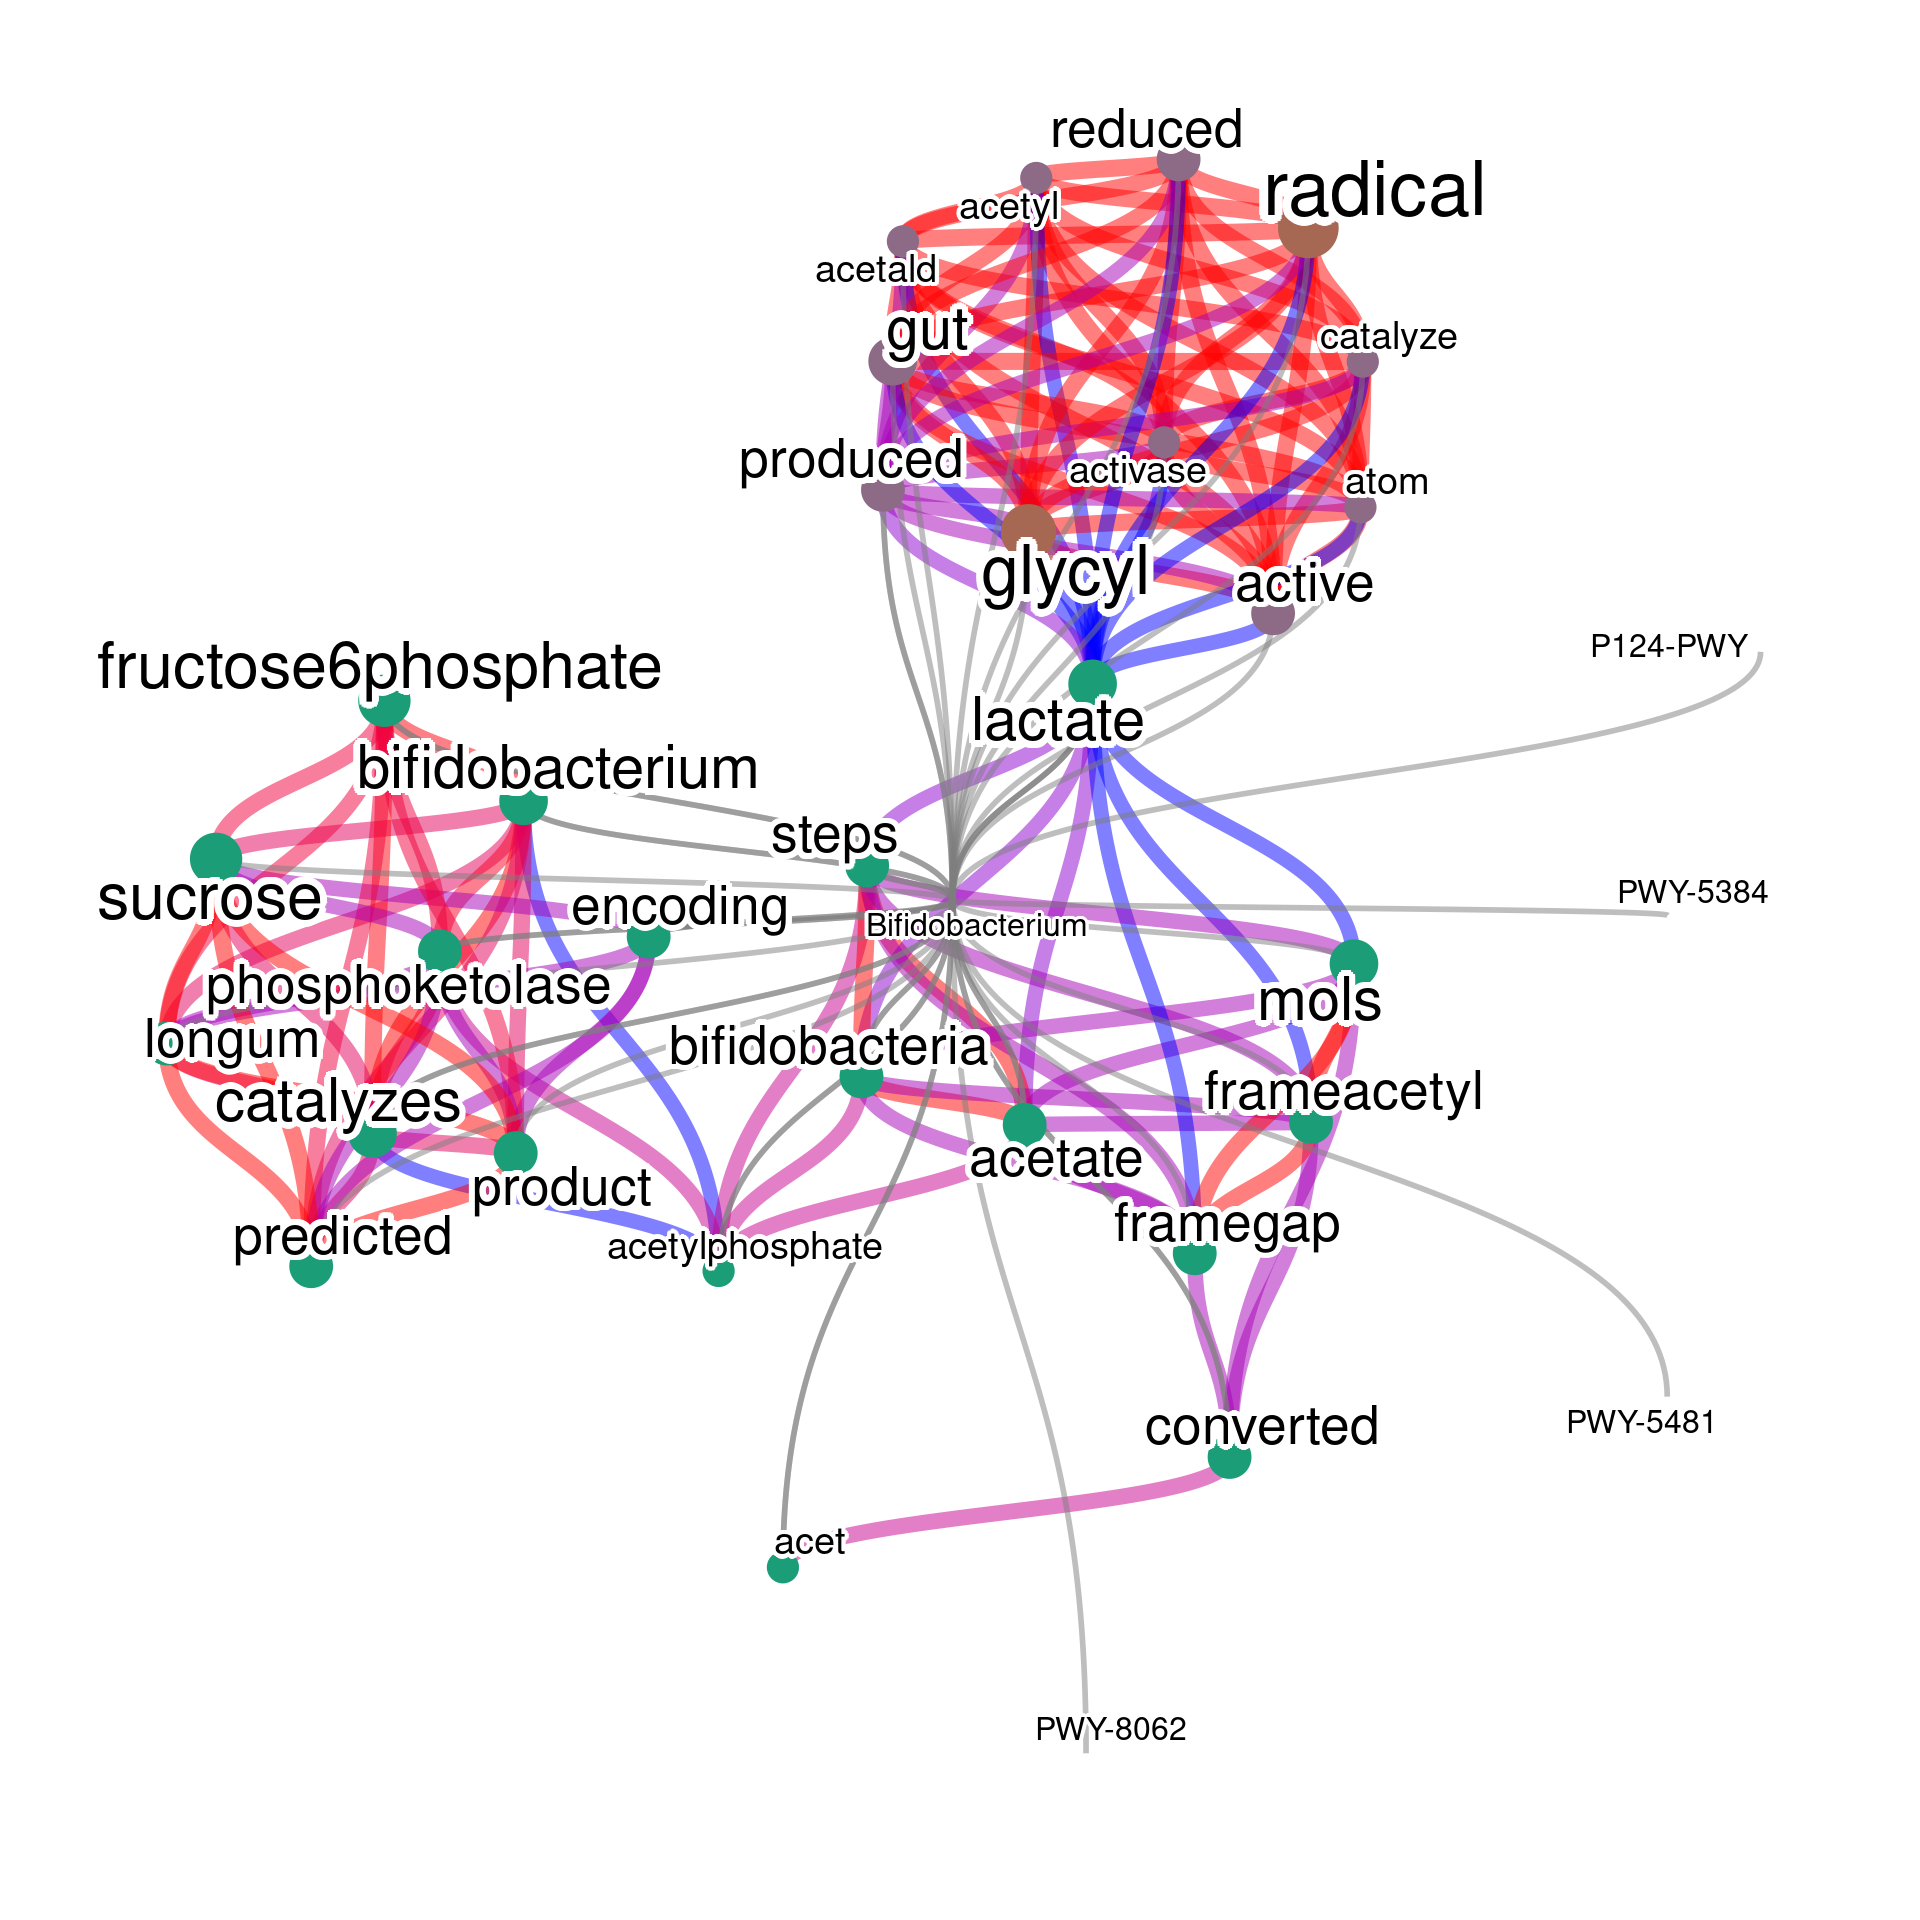 reduced
radical
acetyl
acetald
gut
catalyze
produced
activase
atom
glycyl
active
P124-PWY
fructose6phosphate
lactate
bifidobacterium
steps
sucrose
encoding
PWY-5384
Bifidobacterium
phosphoketolase
mols
longum
bifidobacteria
frameacetyl
catalyzes
acetate
product
framegap
predicted
acetylphosphate
converted
PWY-5481
acet
PWY-8062